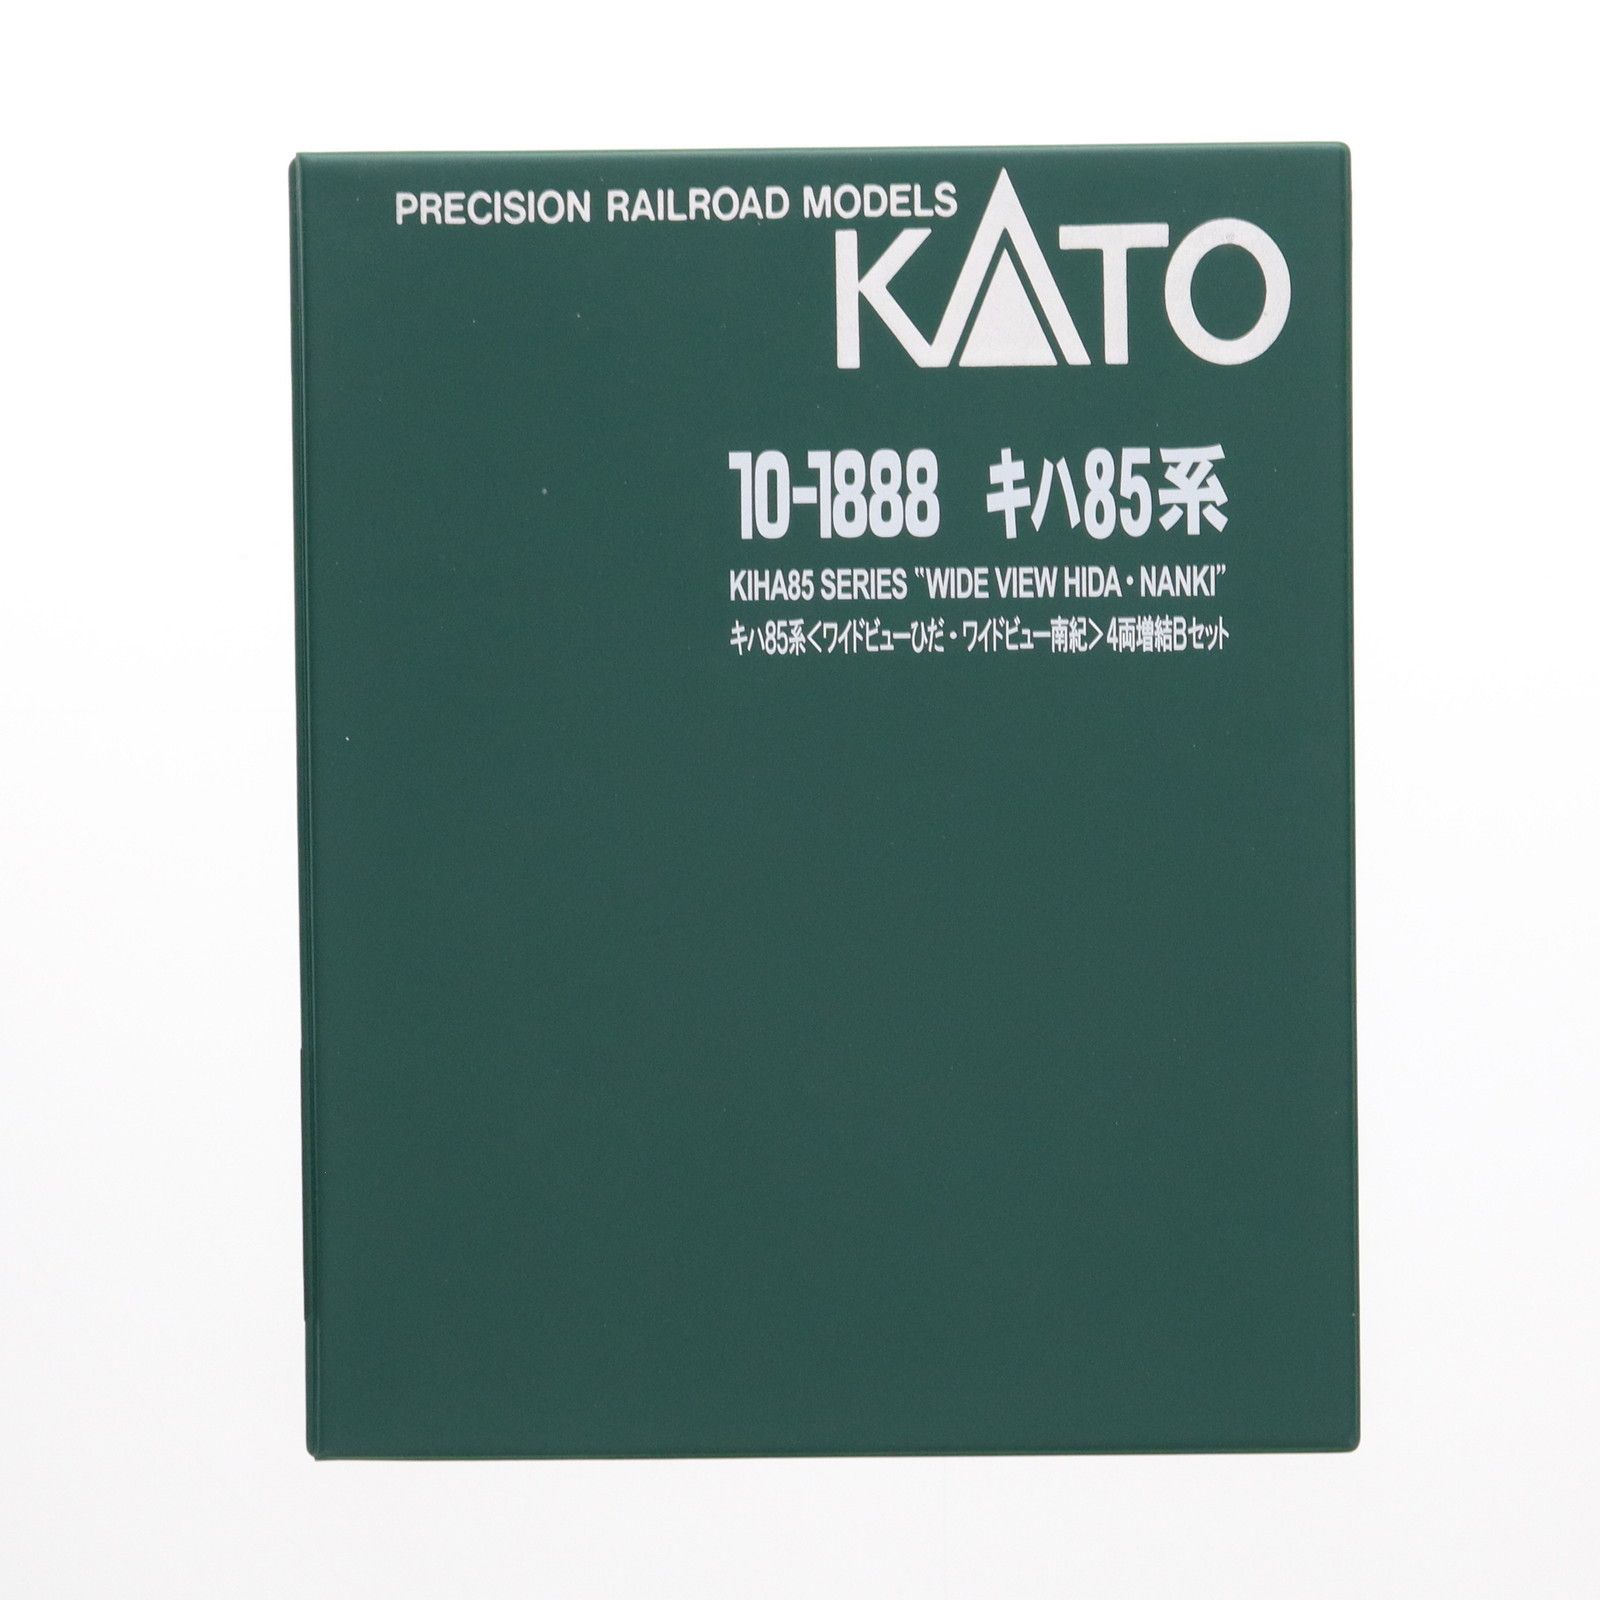 PRECISION RAILROAD MODELS
KATO
10-1888 キハ85系
KIHA85 SERIES "WIDE VIEW HIDA・NANKI"
キハ85系<ワイドビューひだ・ワイドビュー南紀>4両増結Bセット